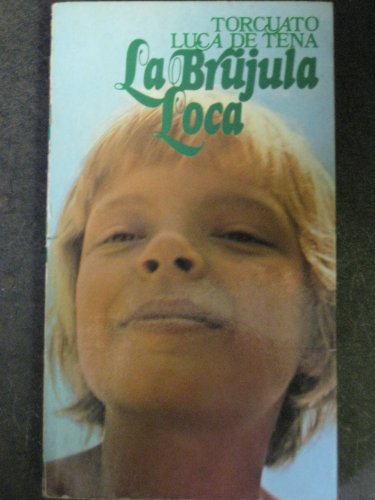 TORCUATO
LUCA DE TENA
La Brújula
Loca